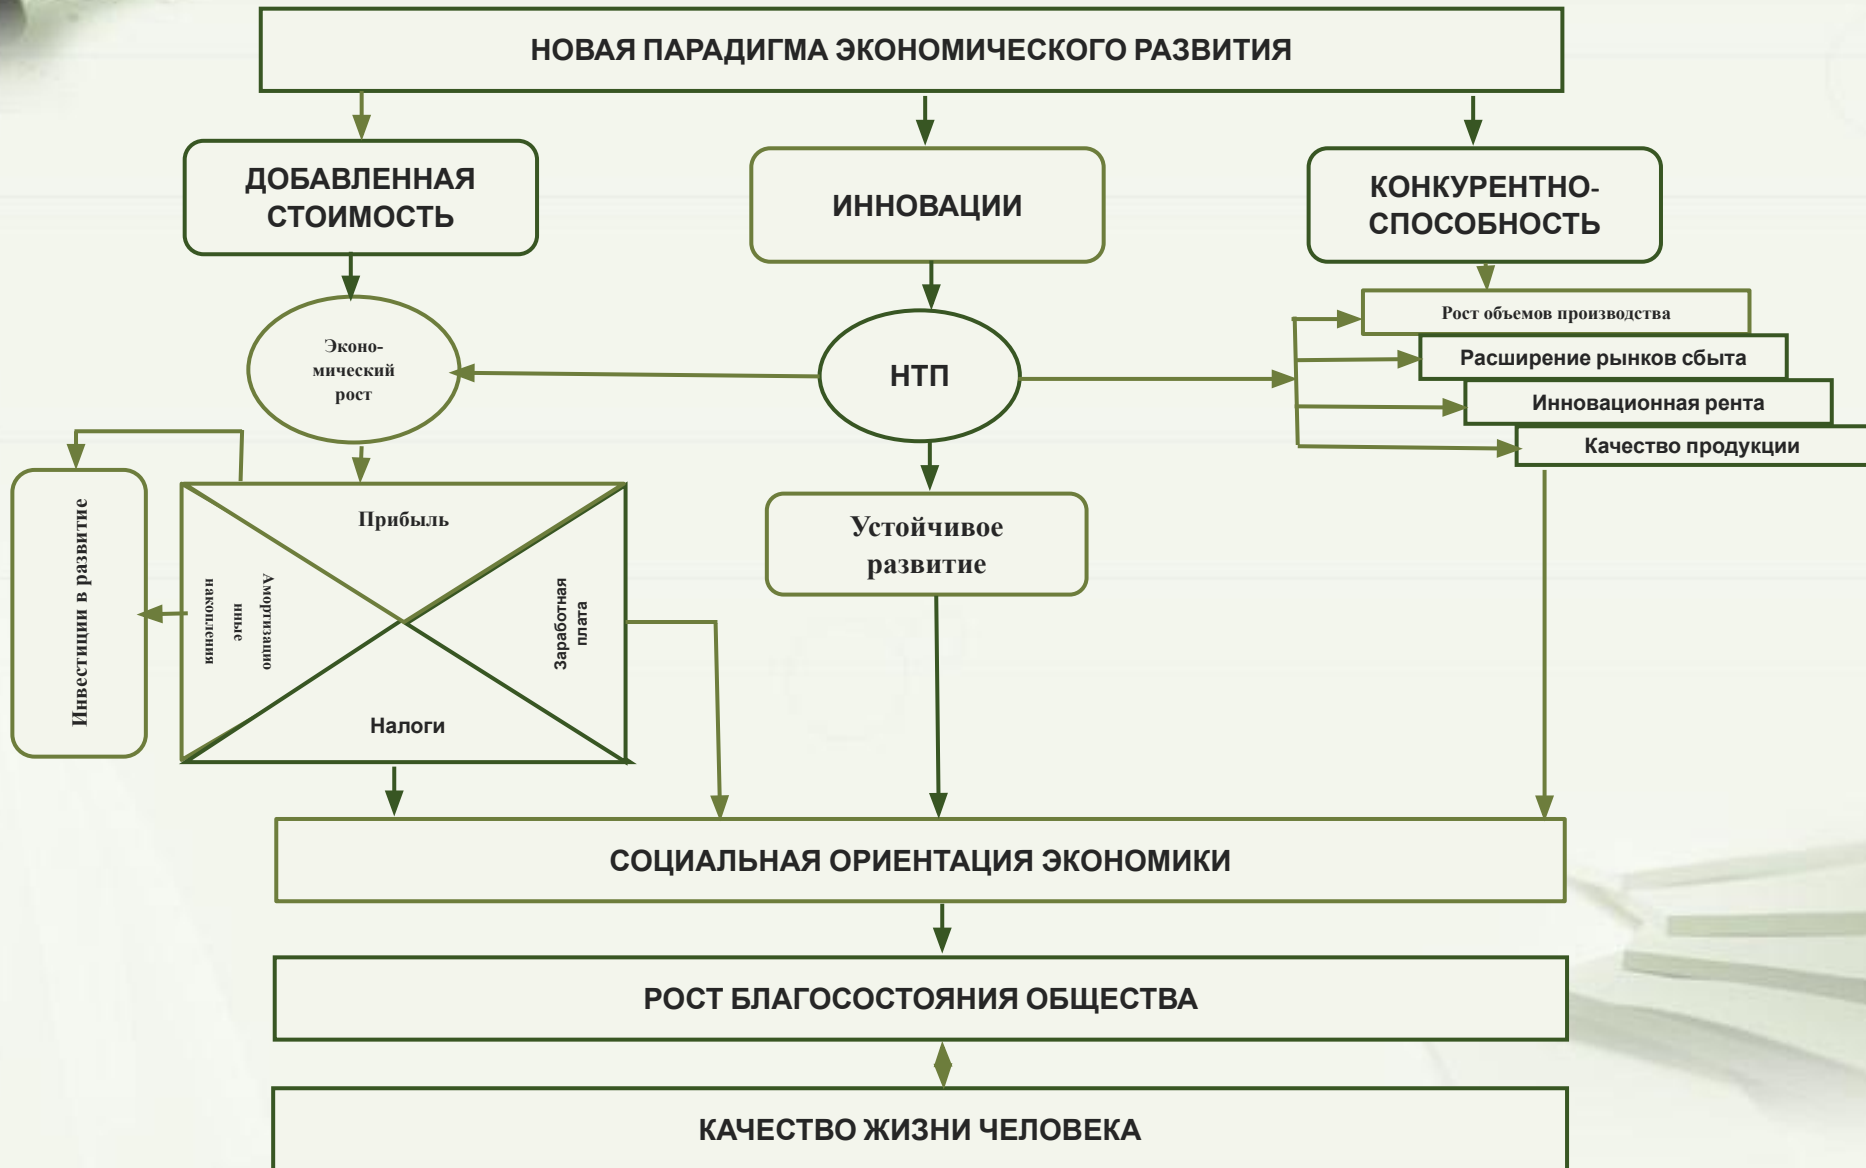 НОВАЯ ПАРАДИГМА ЭКОНОМИЧЕСКОГО РАЗВИТИЯ
ДОБАВЛЕННАЯ
СТОИМОСТЬ
ИННОВАЦИИ
КОНКУРЕНТНО-
СПОСОБНОСТЬ
Эконо-
мический
рост
НТП
Рост объемов производства
Расширение рынков сбыта
Инновационная рента
Качество продукции
Инвестиции в развитие
Прибыль
Амортизацио
нные
накопления
Заработная
плата
Налоги
Устойчивое
развитие
СОЦИАЛЬНАЯ ОРИЕНТАЦИЯ ЭКОНОМИКИ
РОСТ БЛАГОСОСТОЯНИЯ ОБЩЕСТВА
КАЧЕСТВО ЖИЗНИ ЧЕЛОВЕКА